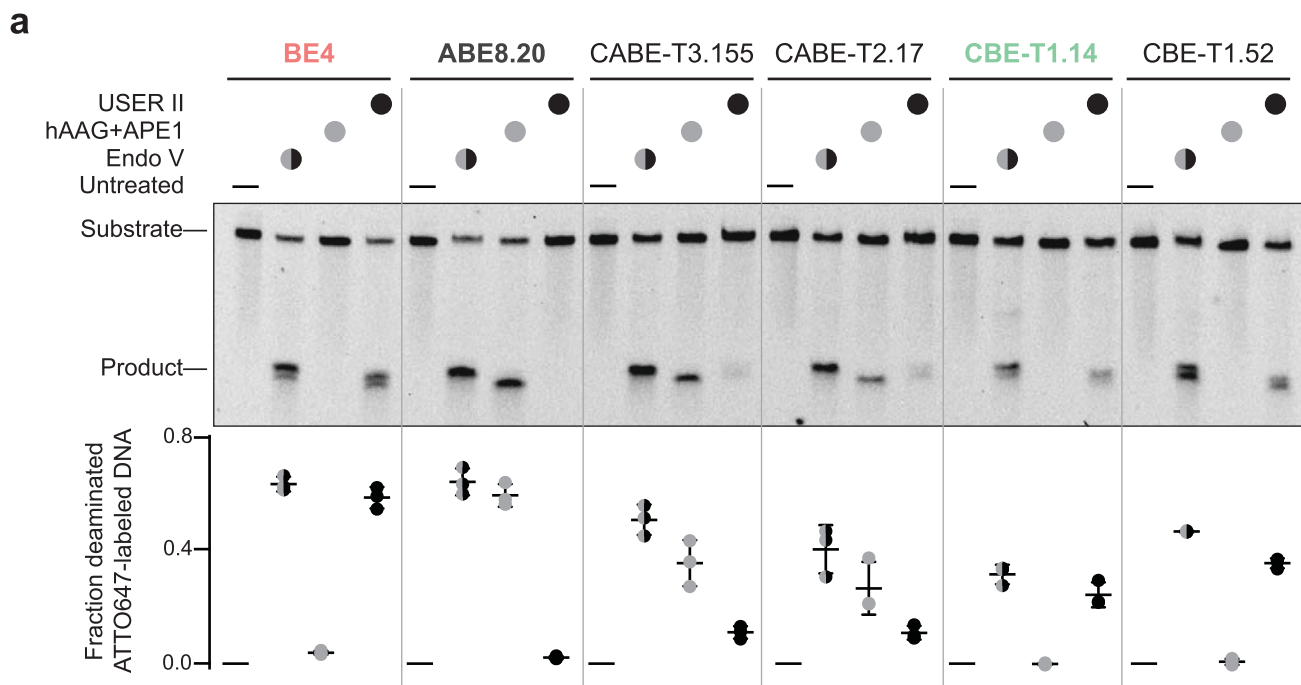 a
BE4 ABE8.20 CABE-T3.155 CABE-T2.17 CBE-T1.14 CBE-T1.52
USER II
hAAG+APE1
Endo V
Untreated
Substrate
Product
Fraction deaminated
ATTO647-labeled DNA
0.8
0.4
0.0